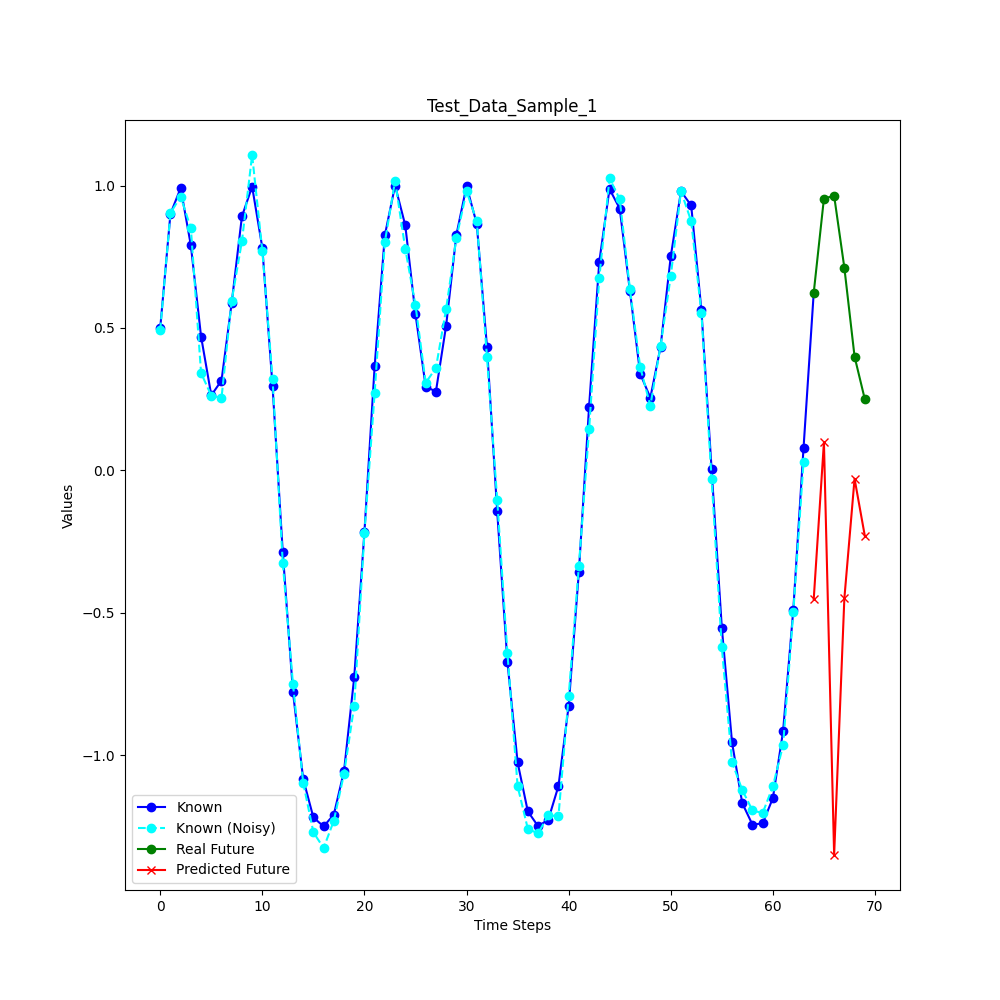 Test_Data_Sample_1
Values
1.0
0.5
0.0
−0.5
−1.0
Known
Known (Noisy)
Real Future
Predicted Future
0 10 20 30 40 50 60 70
Time Steps